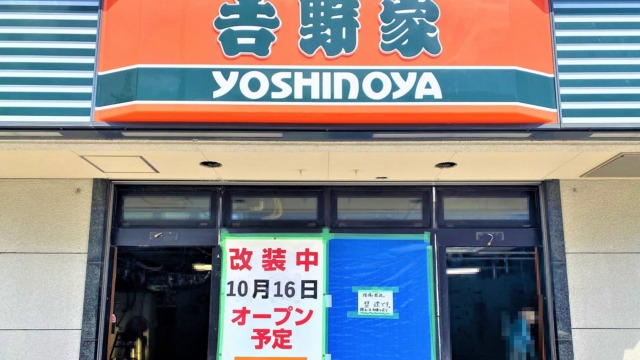 吉野家
YOSHINOYA
改装中
10月16日
オープン
予定